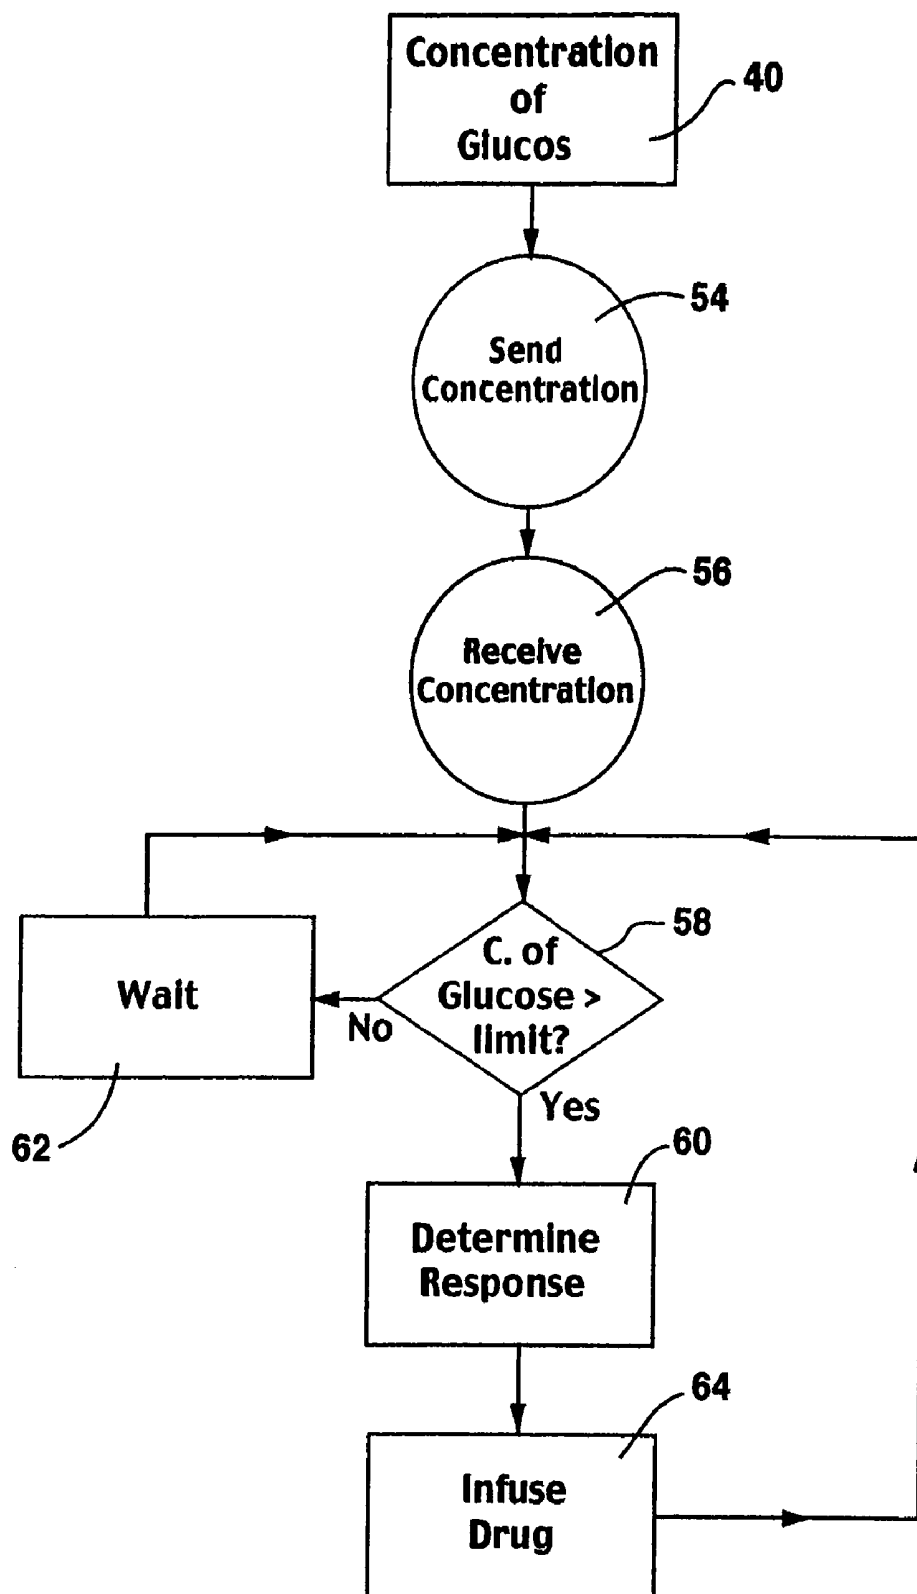 Concentration
of
Glucos
40
54
Send
Concentration
56
Receive
Concentration
58
C. of
Glucose >
limit?
Wait
No
Yes
62
60
Determine
Response
64
Infuse
Drug